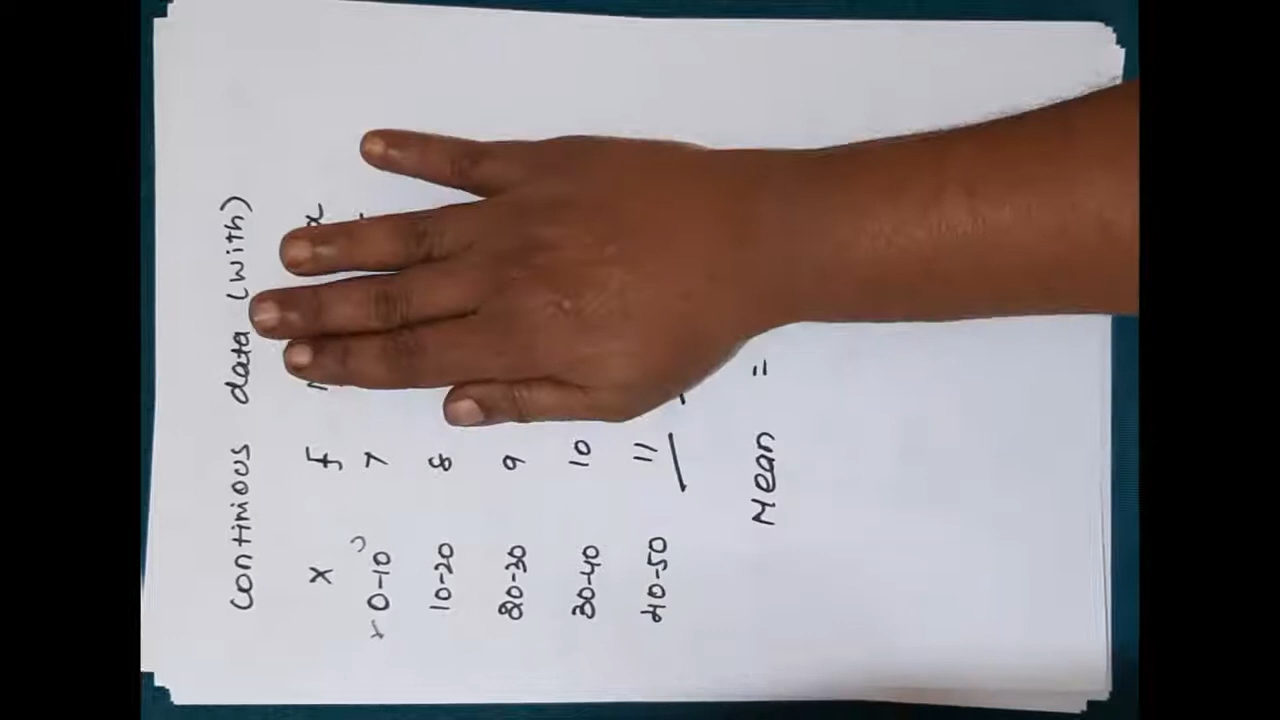 continious data (with)
x f
0-10 7
10-20 8
20-30 9
30-40 10
40-50 11
Mean =